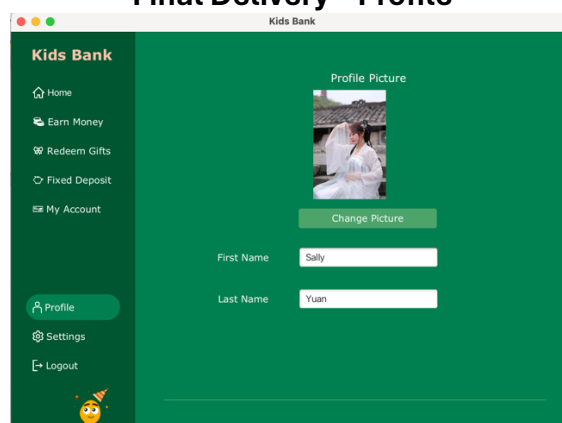 Final Delivery - Profile
Kids Bank
Kids Bank
Home
Earn Money
Redeem Gifts
Fixed Deposit
My Account
Profile
Settings
Logout
Profile Picture
Change Picture
First Name
Sally
Last Name
Yuan